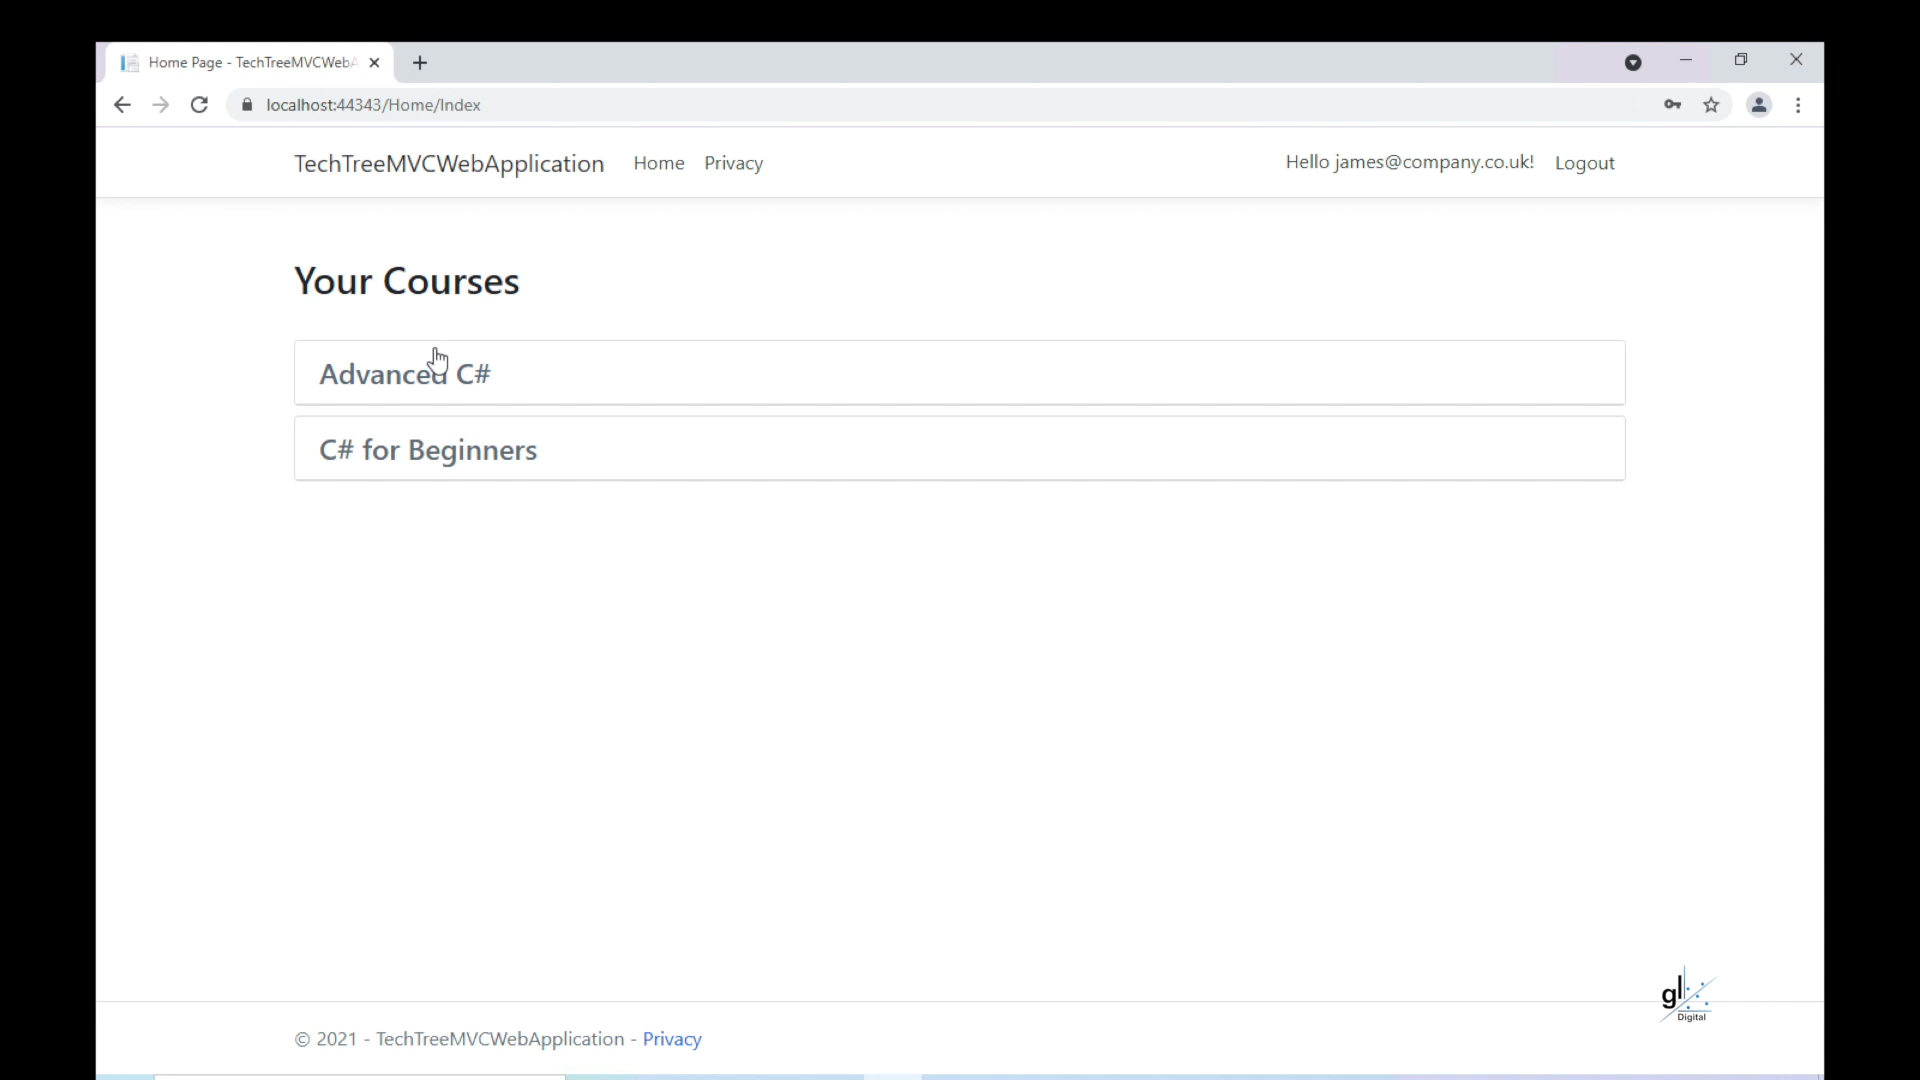 Home Page - TechTreeMVCWebA
localhost:44343/Home/Index
TechTreeMVCWebApplication Home Privacy Hello james@company.co.uk! Logout
Your Courses
Advanced C#
C# for Beginners
gl
Digital
© 2021 - TechTreeMVCWebApplication - Privacy